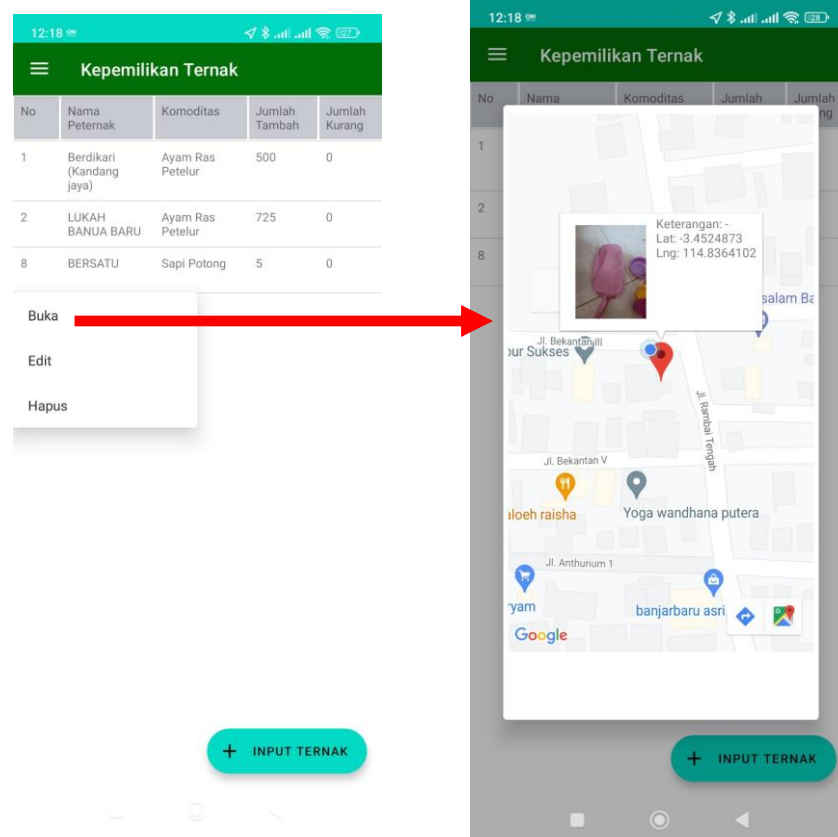 12:18
27
Kepemilikan Ternak
No Nama Peternak Komoditas Jumlah Tambah Jumlah Kurang
1 Berdikari (Kandang jaya) Ayam Ras Petelur 500 0
2 LUKAH BANUA BARU Ayam Ras Petelur 725 0
8 BERSATU Sapi Potong 5 0
Buka
Edit
Hapus
+ INPUT TERNAK
12:18
28
Kepemilikan Ternak
No Nama Komoditas Jumlah Jumlah
ng
1
2
8
Keterangan: -
Lat: -3.4524873
Lng: 114.8364102
salam Ba
Jl. Bekantan III
our Sukses
Jl. Rambai Tengah
Jl. Bekantan V
aloeh raisha
Yoga wandhana putera
Jl. Anthurium 1
ryam
banjarbaru asri
Google
+ INPUT TERNAK